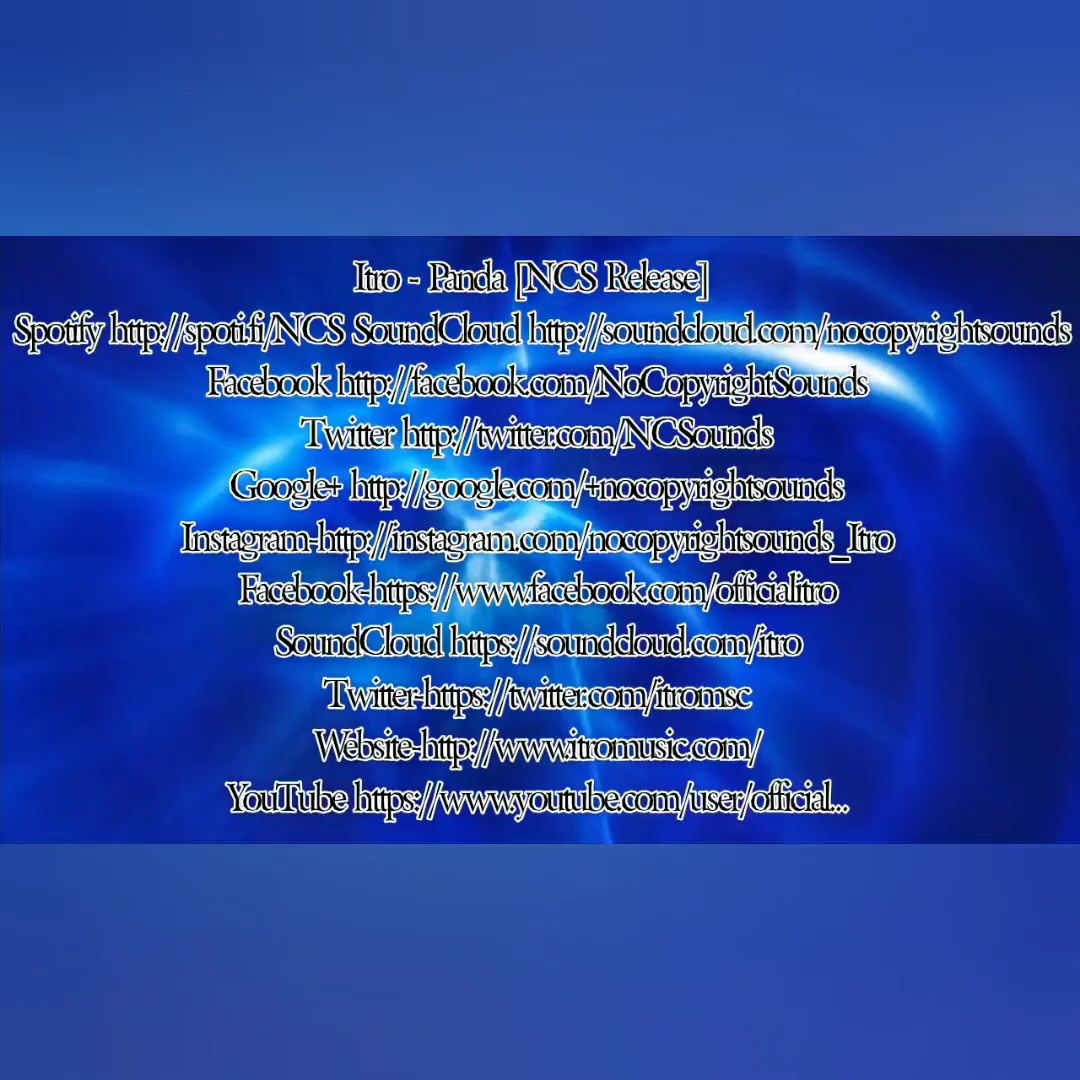 Itro - Panda [NCS Release]
Spotify http://spoti.fi/NCS SoundCloud http://soundcloud.com/nocopyrightsounds
Facebook http://facebook.com/NoCopyrightSounds
Twitter http://twitter.com/NCSounds
Google+ http://google.com/+nocopyrightsounds
Instagram-http://instagram.com/nocopyrightsounds_Itro
Facebook-https://www.facebook.com/officialitro
SoundCloud https://soundcloud.com/itro
Twitter-https://twitter.com/itromsc
Website-http://www.itromusic.com/
YouTube https://www.youtube.com/user/official...